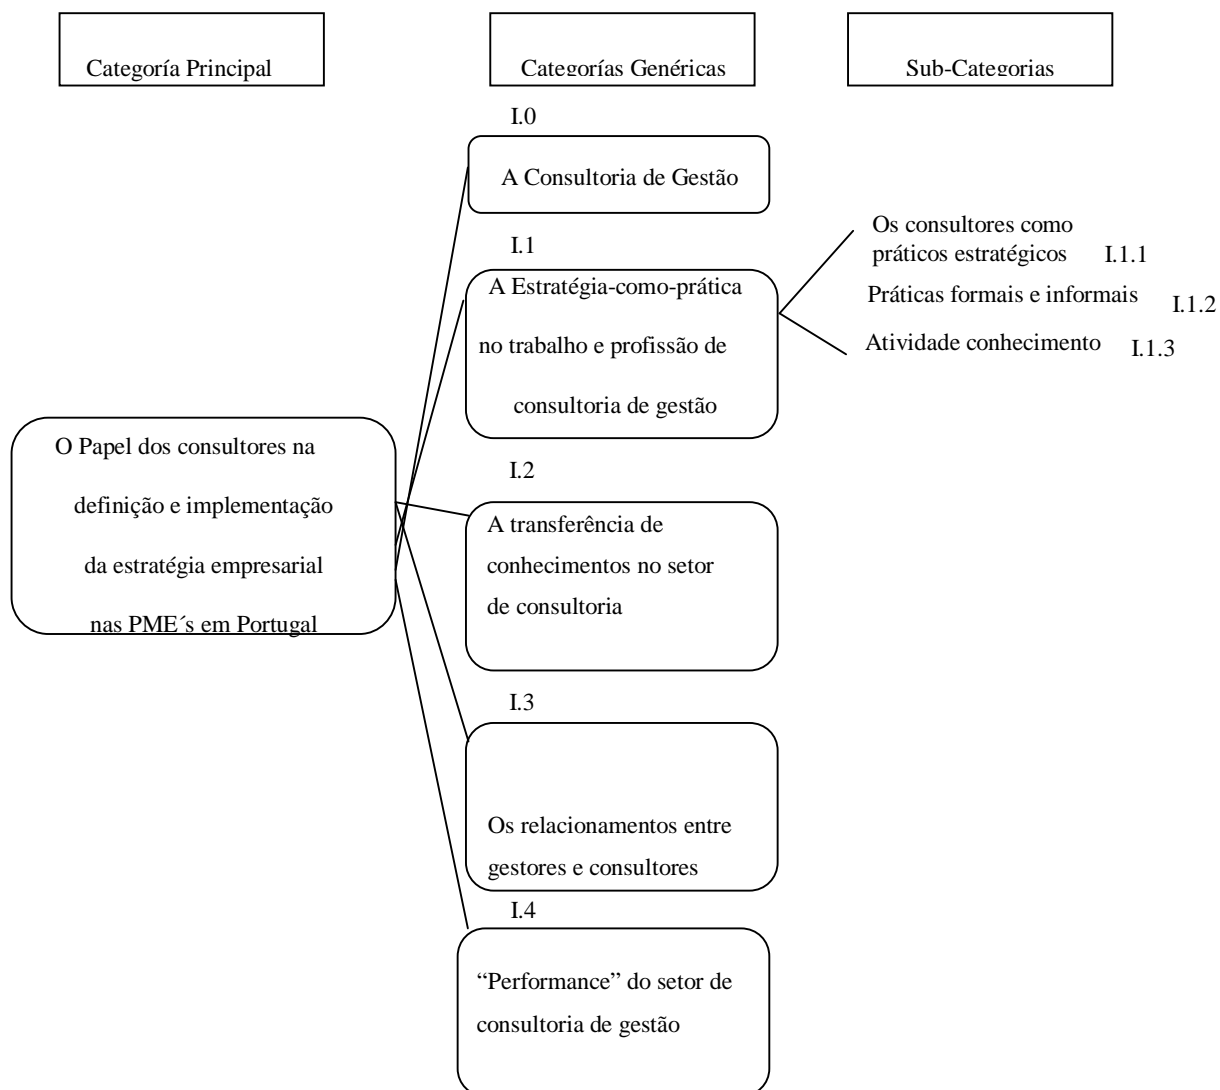 Categoría Principal
Categorías Genéricas
Sub-Categorias
I.0
A Consultoria de Gestão
I.1
A Estratégia-como-prática
no trabalho e profissão de
consultoria de gestão
Os consultores como
práticos estratégicos I.1.1
Práticas formais e informais I.1.2
Atividade conhecimento I.1.3
O Papel dos consultores na
definição e implementação
da estratégia empresarial
nas PME´s em Portugal
I.2
A transferência de
conhecimentos no setor
de consultoria
I.3
Os relacionamentos entre
gestores e consultores
I.4
“Performance” do setor de
consultoria de gestão